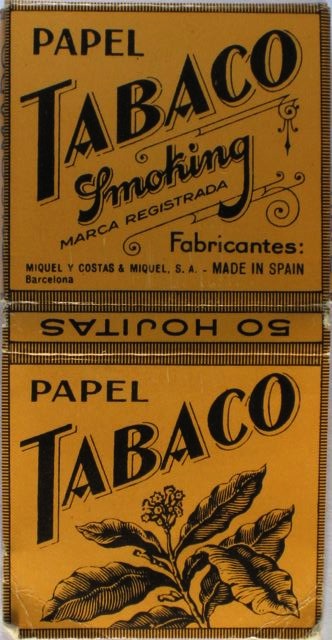 PAPEL
TABACO
Smoking
MARCA REGISTRADA
Fabricantes:
MIQUEL Y COSTAS & MIQUEL, S. A. - MADE IN SPAIN
Barcelona
50 HOJITAS
PAPEL
TABACO